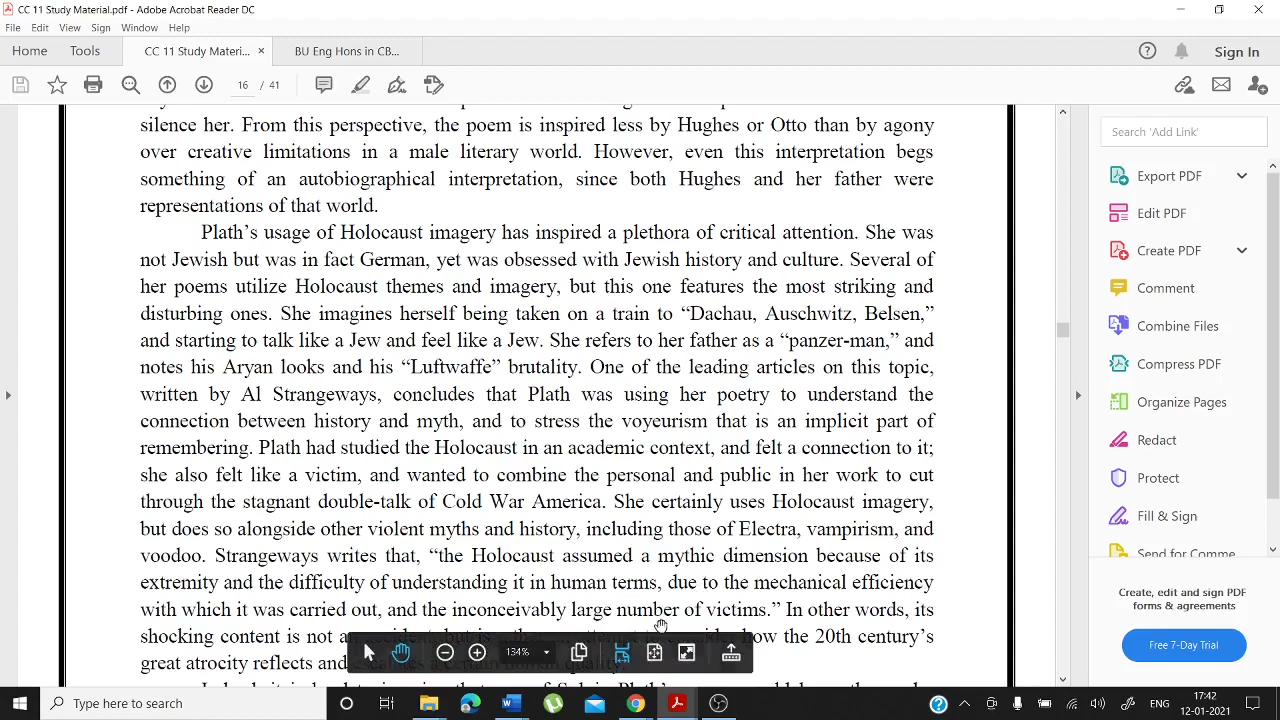 CC 11 Study Material.pdf - Adobe Acrobat Reader DC
File Edit View Sign Window Help
Home Tools CC 11 Study Materi... × BU Eng Hons in CB... Sign In
16 / 41
silence her. From this perspective, the poem is inspired less by Hughes or Otto than by agony
over creative limitations in a male literary world. However, even this interpretation begs
something of an autobiographical interpretation, since both Hughes and her father were
representations of that world.
Plath’s usage of Holocaust imagery has inspired a plethora of critical attention. She was
not Jewish but was in fact German, yet was obsessed with Jewish history and culture. Several of
her poems utilize Holocaust themes and imagery, but this one features the most striking and
disturbing ones. She imagines herself being taken on a train to “Dachau, Auschwitz, Belsen,”
and starting to talk like a Jew and feel like a Jew. She refers to her father as a “panzer-man,” and
notes his Aryan looks and his “Luftwaffe” brutality. One of the leading articles on this topic,
written by Al Strangeways, concludes that Plath was using her poetry to understand the
connection between history and myth, and to stress the voyeurism that is an implicit part of
remembering. Plath had studied the Holocaust in an academic context, and felt a connection to it;
she also felt like a victim, and wanted to combine the personal and public in her work to cut
through the stagnant double-talk of Cold War America. She certainly uses Holocaust imagery,
but does so alongside other violent myths and history, including those of Electra, vampirism, and
voodoo. Strangeways writes that, “the Holocaust assumed a mythic dimension because of its
extremity and the difficulty of understanding it in human terms, due to the mechanical efficiency
with which it was carried out, and the inconceivably large number of victims.” In other words, its
shocking content is not how the 20th century’s
great atrocity reflects and
134%
Search 'Add Link'
Export PDF
Edit PDF
Create PDF
Comment
Combine Files
Compress PDF
Organize Pages
Redact
Protect
Fill & Sign
Send for Comme
Create, edit and sign PDF
forms & agreements
Free 7-Day Trial
Type here to search
ENG
17:42
12-01-2021